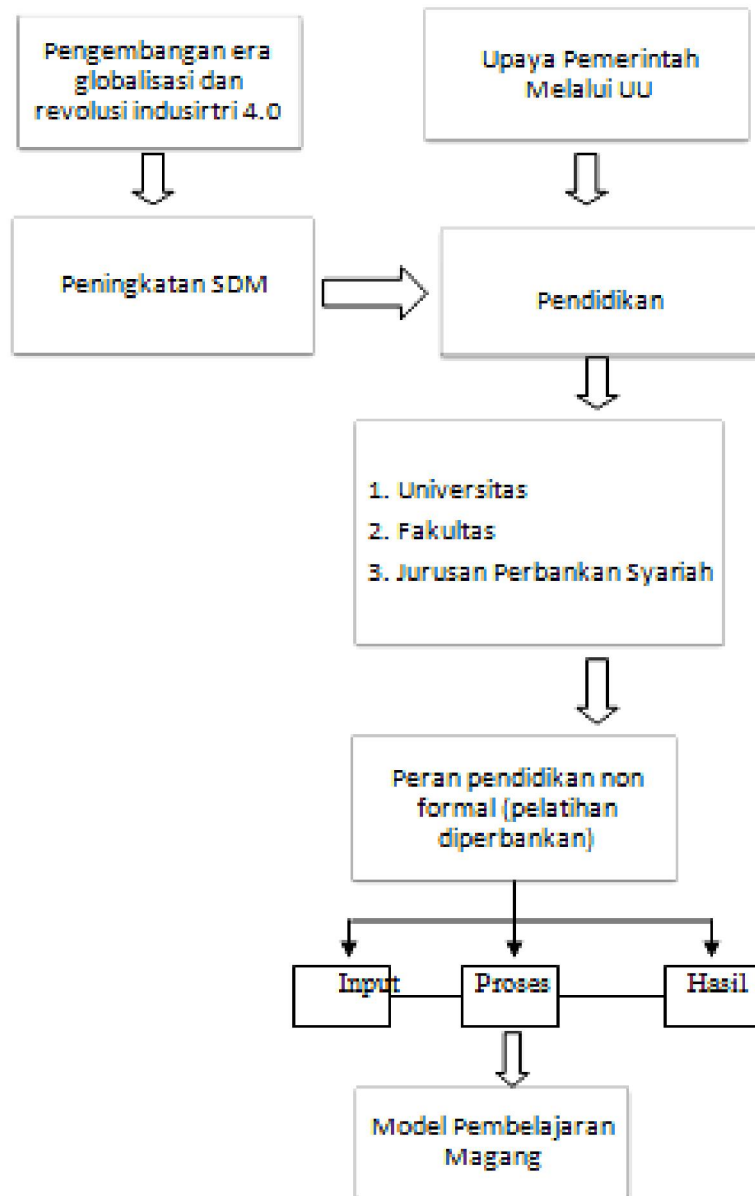 Pengembangan era
globalisasi dan
revolusi indusirtri 4.0
Upaya Pemerintah
Melalui UU
Peningkatan SDM
Pendidikan
1. Universitas
2. Fakultas
3. Jurusan Perbankan Syariah
Peran pendidikan non
formal (pelatihan
diperbankan)
Input
Proses
Hasil
Model Pembelajaran
Magang